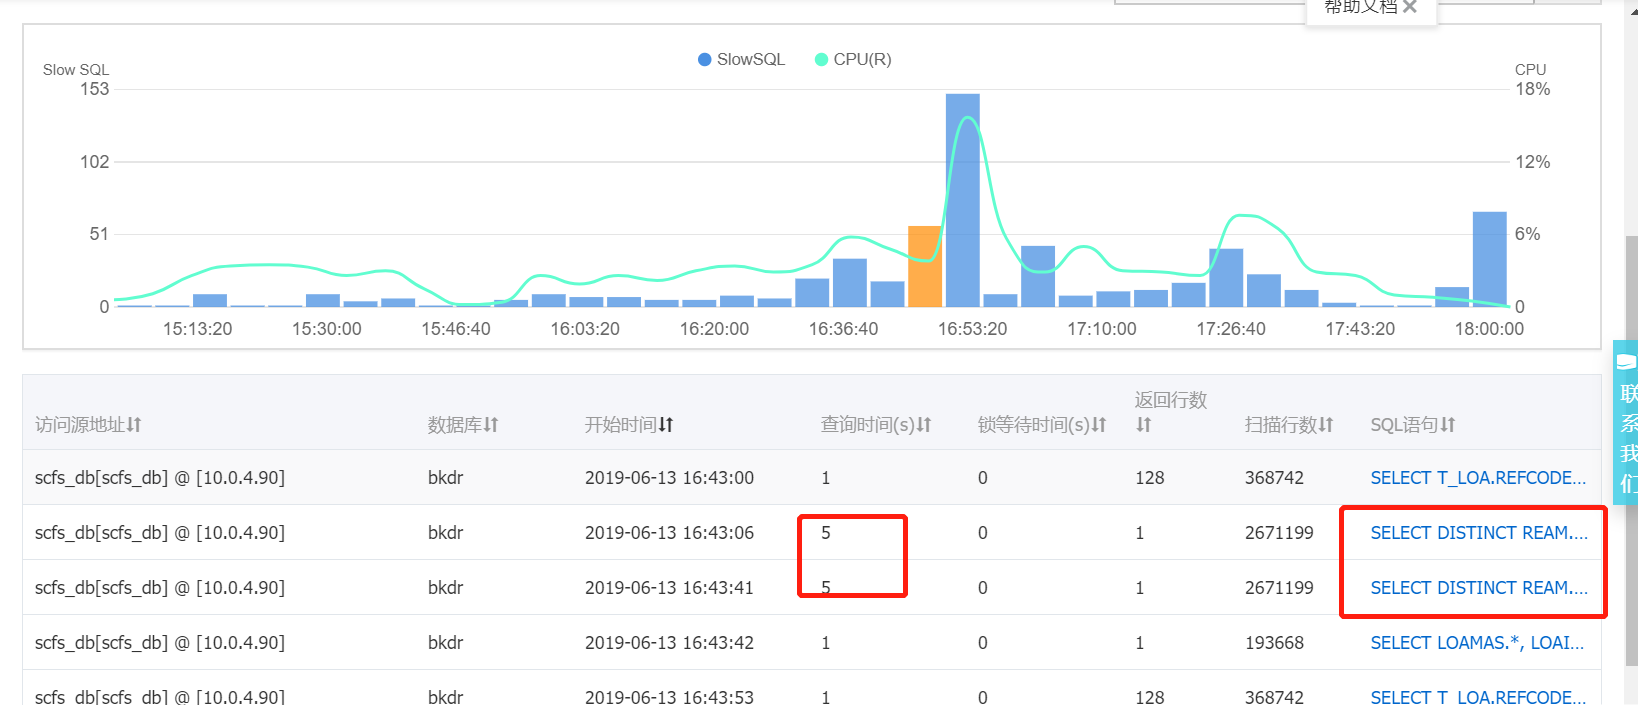 帮助文档
SlowSQL
CPU(R)
Slow SQL
CPU
153
18%
102
12%
51
6%
0
0
15:13:20
15:30:00
15:46:40
16:03:20
16:20:00
16:36:40
16:53:20
17:10:00
17:26:40
17:43:20
18:00:00
联系我们
访问源地址 数据库 开始时间 查询时间(s) 锁等待时间(s) 返回行数 扫描行数 SQL语句
scfs_db[scfs_db] @ [10.0.4.90] bkdr 2019-06-13 16:43:00 1 0 128 368742 SELECT T_LOA.REFCODE...
scfs_db[scfs_db] @ [10.0.4.90] bkdr 2019-06-13 16:43:06 5 0 1 2671199 SELECT DISTINCT REAM....
scfs_db[scfs_db] @ [10.0.4.90] bkdr 2019-06-13 16:43:41 5 0 1 2671199 SELECT DISTINCT REAM....
scfs_db[scfs_db] @ [10.0.4.90] bkdr 2019-06-13 16:43:42 1 0 1 193668 SELECT LOAMAS.*, LOAI...
scfs_db[scfs_db] @ [10.0.4.90] bkdr 2019-06-13 16:43:53 1 0 128 368742 SELECT T_LOA.REFCODE...